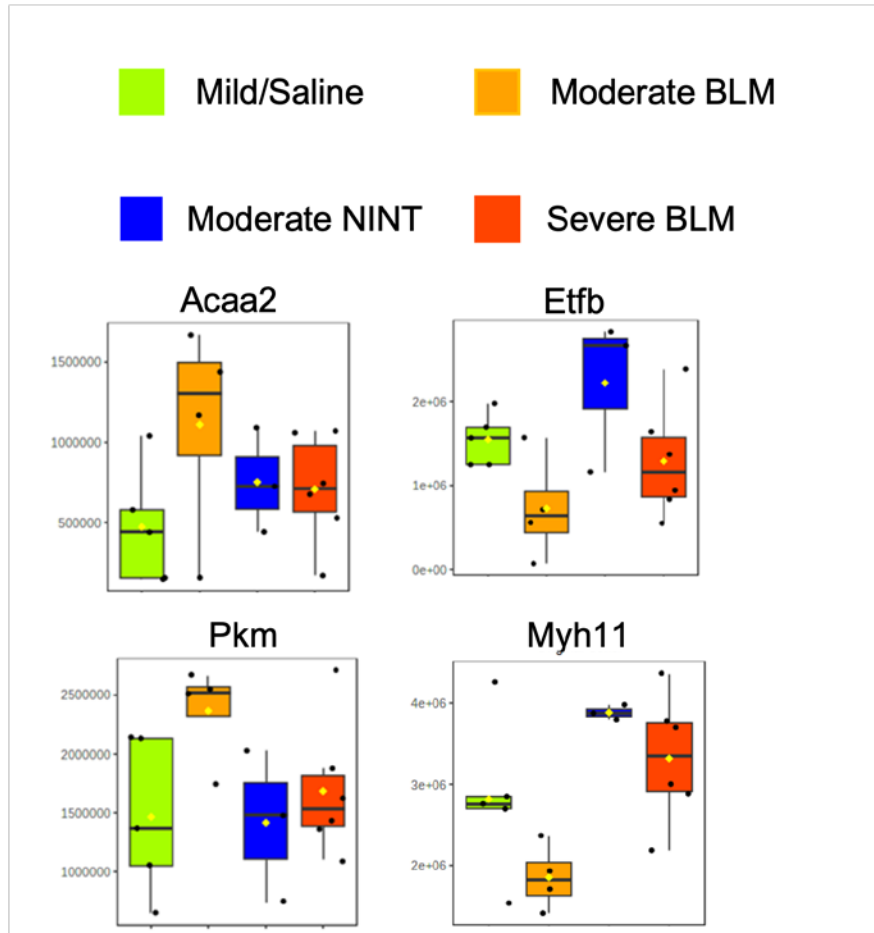 Mild/Saline
Moderate BLM
Moderate NINT
Severe BLM
Acaa2
1500000
1000000
500000
Etfb
2e+06
1e+06
0e+00
Pkm
2500000
2000000
1500000
1000000
Myh11
4e+06
3e+06
2e+06